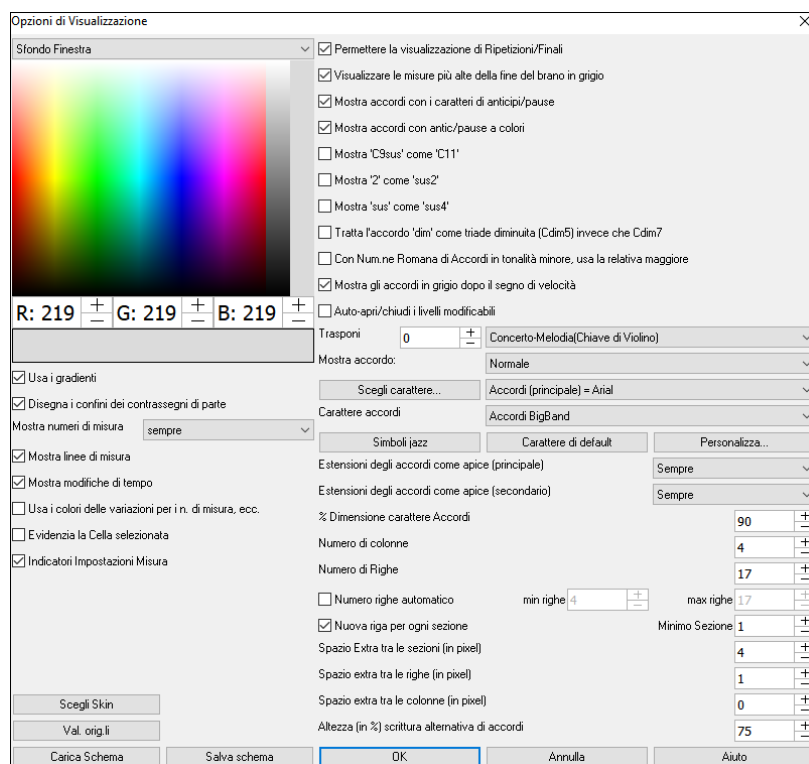 Opzioni di Visualizzazione
Sfondo Finestra
R: 219 G: 219 B: 219
Usa i gradienti
Disegna i confini dei contrassegni di parte
Mostra numeri di misura sempre
Mostra linee di misura
Mostra modifiche di tempo
Usa i colori delle variazioni per i n. di misura, ecc.
Evidenzia la Cella selezionata
Indicatori Impostazioni Misura
Scegli Skin
Val. orig.li
Carica Schema
Salva schema
Permettere la visualizzazione di Ripetizioni/Finali
Visualizzare le misure più alte della fine del brano in grigio
Mostra accordi con i caratteri di anticipi/pause
Mostra accordi con antic/pause a colori
Mostra 'C9sus' come 'C11'
Mostra '2' come 'sus2'
Mostra 'sus' come 'sus4'
Tratta l'accordo 'dim' come triade diminuita (Cdim5) invece che Cdim7
Con Num.ne Romana di Accordi in tonalità minore, usa la relativa maggiore
Mostra gli accordi in grigio dopo il segno di velocità
Auto-apri/chiudi i livelli modificabili
Trasponi 0 Concerto-Melodia(Chiave di Violino)
Mostra accordo: Normale
Scegli carattere... Accordi (principale) = Arial
Carattere accordi Accordi BigBand
Simboli jazz Carattere di default Personalizza...
Estensioni degli accordi come apice (principale) Sempre
Estensioni degli accordi come apice (secondario) Sempre
% Dimensione carattere Accordi 90
Numero di colonne 4
Numero di Righe 17
Numero righe automatico min righe 4 max righe 17
Nuova riga per ogni sezione Minimo Sezione 1
Spazio Extra tra le sezioni (in pixel) 4
Spazio extra tra le righe (in pixel) 1
Spazio extra tra le colonne (in pixel) 0
Altezza (in %) scrittura alternativa di accordi 75
OK Annulla Aiuto